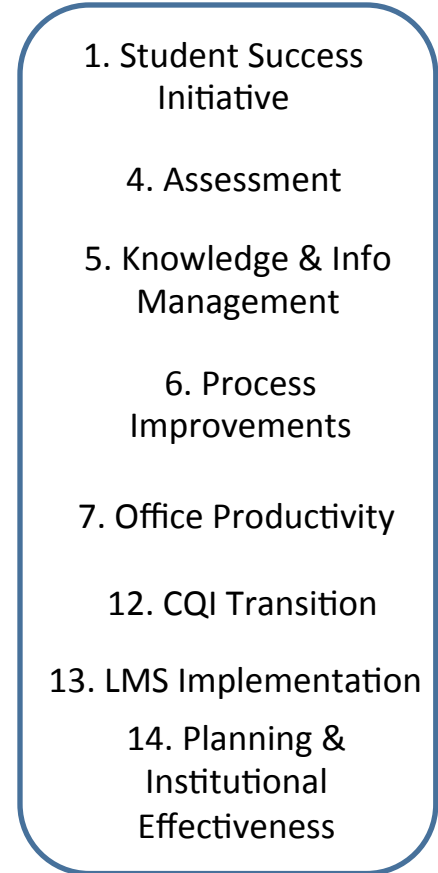 1. Student Success
Initiative
4. Assessment
5. Knowledge & Info
Management
6. Process
Improvements
7. Office Productivity
12. CQI Transition
13. LMS Implementation
14. Planning &
Institutional
Effectiveness